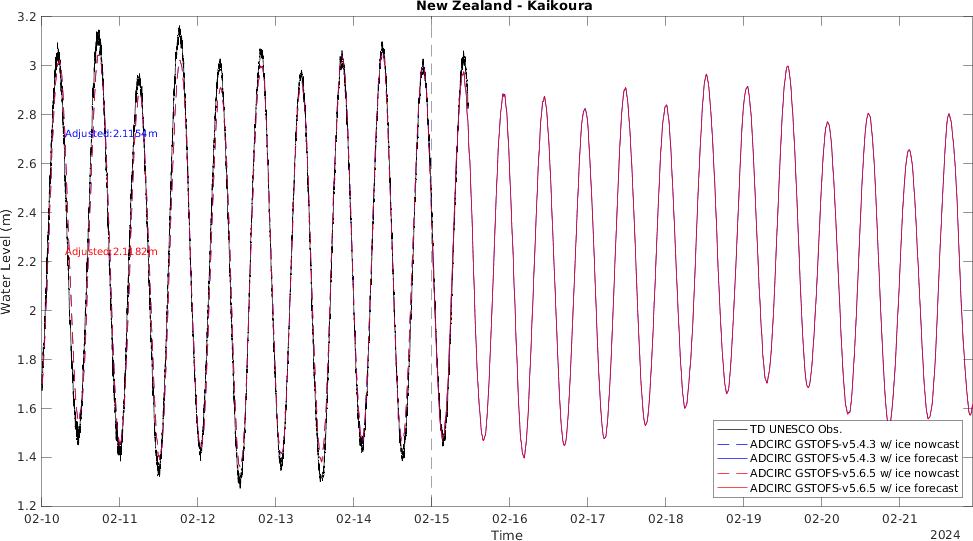 New Zealand - Kaikoura
3.2
3
2.8
2.6
2.4
2.2
2
1.8
1.6
1.4
1.2
Water Level (m)
Adjusted:2.1154m
Adjusted:2.1182m
TD UNESCO Obs.
ADCIRC GSTOFS-v5.4.3 w/ ice nowcast
ADCIRC GSTOFS-v5.4.3 w/ ice forecast
ADCIRC GSTOFS-v5.6.5 w/ ice nowcast
ADCIRC GSTOFS-v5.6.5 w/ ice forecast
02-10 02-11 02-12 02-13 02-14 02-15 02-16 02-17 02-18 02-19 02-20 02-21
Time
2024